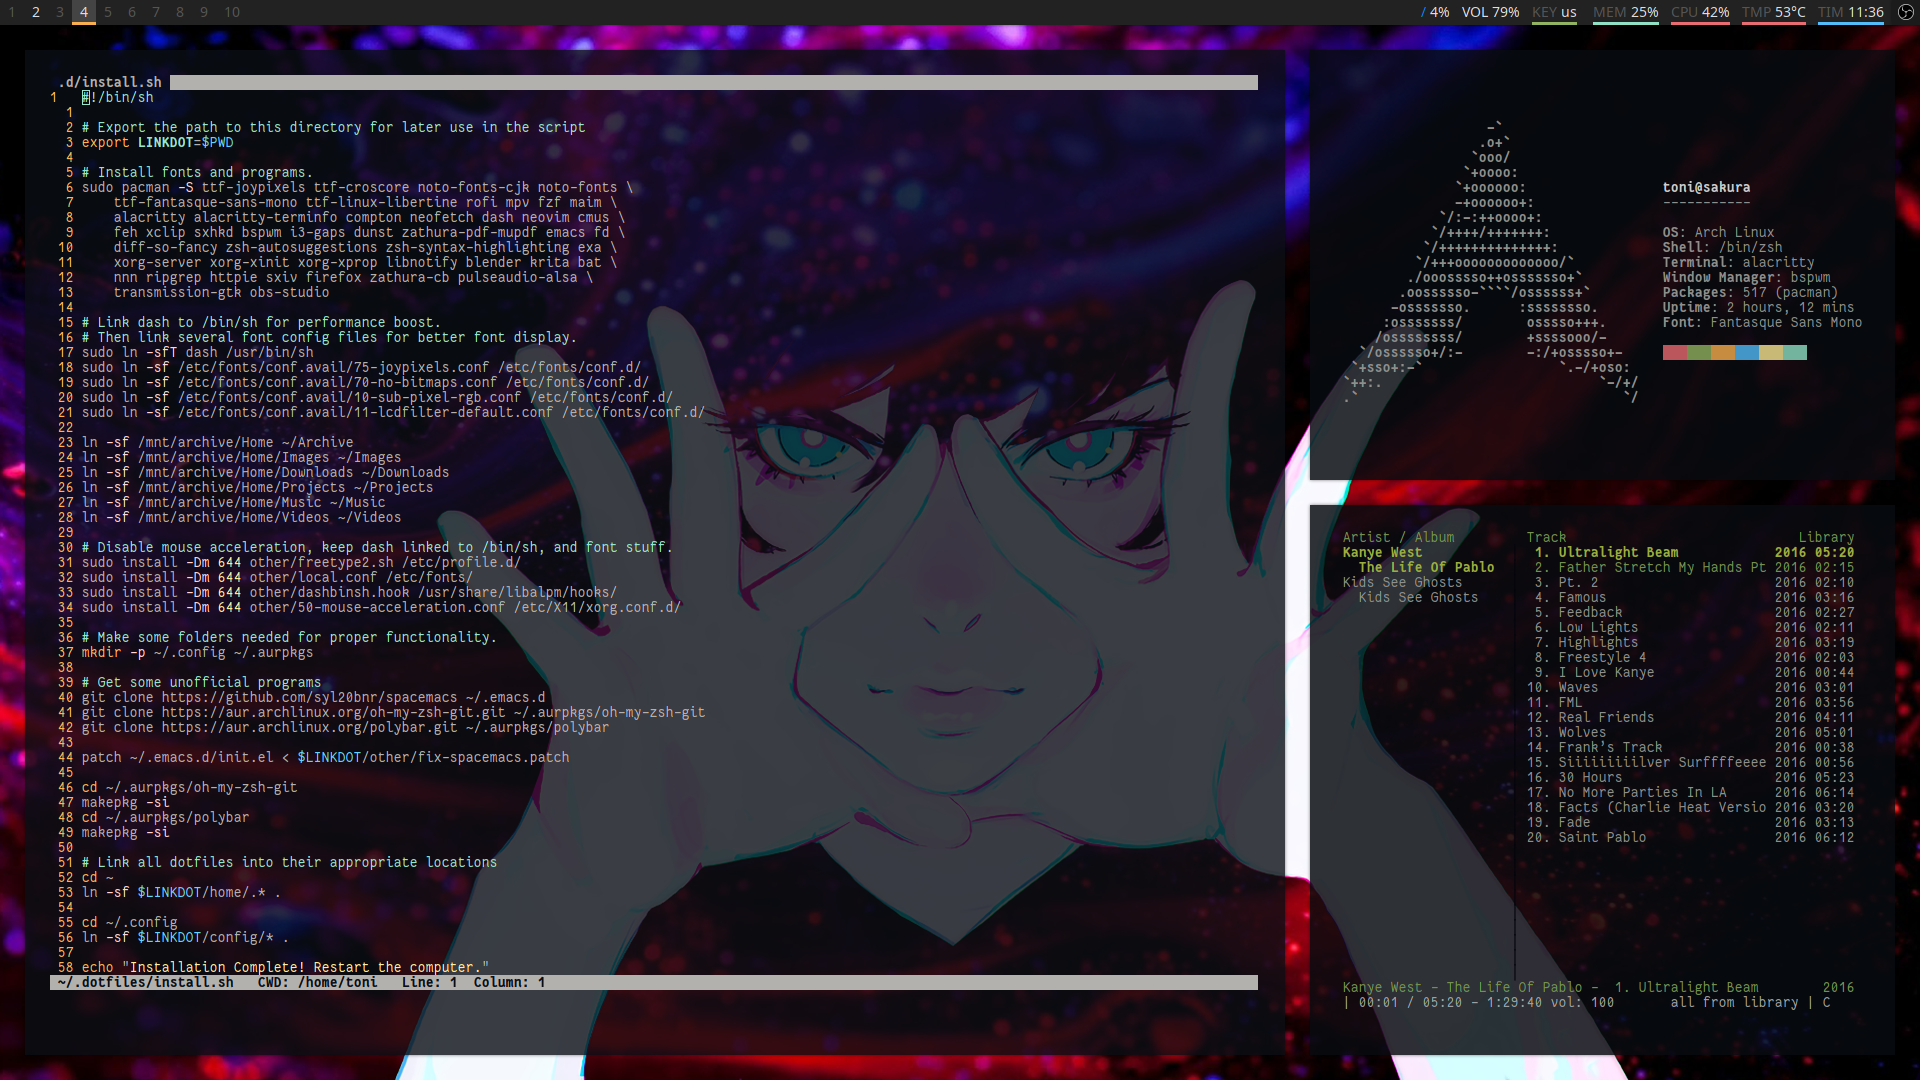 1 2 3 4 5 6 7 8 9 10
/ 4% VOL 79% KEY us MEM 25% CPU 42% TMP 53°C TIM 11:36
.d/install.sh
1 #!/bin/sh
1
2 # Export the path to this directory for later use in the script
3 export LINKDOT=$PWD
4
5 # Install fonts and programs.
6 sudo pacman -S ttf-joypixels ttf-croscore noto-fonts-cjk noto-fonts \
7 ttf-fantasque-sans-mono ttf-linux-libertine rofi mpv fzf maim \
8 alacritty alacritty-terminfo compton neofetch dash neovim cmus \
9 feh xclip sxhkd bspwm i3-gaps dunst zathura-pdf-mupdf emacs fd \
10 diff-so-fancy zsh-autosuggestions zsh-syntax-highlighting exa \
11 xorg-server xorg-xinit xorg-xprop libnotify blender krita bat \
12 nnn ripgrep httpie sxiv firefox zathura-cb pulseaudio-alsa \
13 transmission-gtk obs-studio
14
15 # Link dash to /bin/sh for performance boost.
16 # Then link several font config files for better font display.
17 sudo ln -sfT dash /usr/bin/sh
18 sudo ln -sf /etc/fonts/conf.avail/75-joypixels.conf /etc/fonts/conf.d/
19 sudo ln -sf /etc/fonts/conf.avail/70-no-bitmaps.conf /etc/fonts/conf.d/
20 sudo ln -sf /etc/fonts/conf.avail/10-sub-pixel-rgb.conf /etc/fonts/conf.d/
21 sudo ln -sf /etc/fonts/conf.avail/11-lcdfilter-default.conf /etc/fonts/conf.d/
22
23 ln -sf /mnt/archive/Home ~/Archive
24 ln -sf /mnt/archive/Home/Images ~/Images
25 ln -sf /mnt/archive/Home/Downloads ~/Downloads
26 ln -sf /mnt/archive/Home/Projects ~/Projects
27 ln -sf /mnt/archive/Home/Music ~/Music
28 ln -sf /mnt/archive/Home/Videos ~/Videos
29
30 # Disable mouse acceleration, keep dash linked to /bin/sh, and font stuff.
31 sudo install -Dm 644 other/freetype2.sh /etc/profile.d/
32 sudo install -Dm 644 other/local.conf /etc/fonts/
33 sudo install -Dm 644 other/dashbinsh.hook /usr/share/libalpm/hooks/
34 sudo install -Dm 644 other/50-mouse-acceleration.conf /etc/X11/xorg.conf.d/
35
36 # Make some folders needed for proper functionality.
37 mkdir -p ~/.config ~/.aurpkgs
38
39 # Get some unofficial programs
40 git clone https://github.com/syl20bnr/spacemacs ~/.emacs.d
41 git clone https://aur.archlinux.org/oh-my-zsh-git.git ~/.aurpkgs/oh-my-zsh-git
42 git clone https://aur.archlinux.org/polybar.git ~/.aurpkgs/polybar
43
44 patch ~/.emacs.d/init.el < $LINKDOT/other/fix-spacemacs.patch
45
46 cd ~/.aurpkgs/oh-my-zsh-git
47 makepkg -si
48 cd ~/.aurpkgs/polybar
49 makepkg -si
50
51 # Link all dotfiles into their appropriate locations
52 cd ~
53 ln -sf $LINKDOT/home/.* .
54
55 cd ~/.config
56 ln -sf $LINKDOT/config/* .
57
58 echo "Installation Complete! Restart the computer."
~/.dotfiles/install.sh CWD: /home/toni Line: 1 Column: 1
-`
.o+`
`ooo/
`+oooo:
`+oooooo:
-+oooooo+:
`/:-:++oooo+:
`/++++/+++++++:
`/++++++++++++++:
`/+++ooooooooooooo/`
./ooosssso++osssssso+`
.oossssso-````/ossssss+`
-osssssso. :ssssssso.
:osssssss/ osssso+++.
/ossssssss/ +ssssooo/-
`/ossssso+/:- -:/+osssso+-
`+sso+:-` `.-/+oso:
`++:. `-/+/
.` `/
toni@sakura
-----------
OS: Arch Linux
Shell: /bin/zsh
Terminal: alacritty
Window Manager: bspwm
Packages: 517 (pacman)
Uptime: 2 hours, 12 mins
Font: Fantasque Sans Mono
Artist / Album
Kanye West
The Life Of Pablo
Kids See Ghosts
Kids See Ghosts
Track Library
1. Ultralight Beam 2016 05:20
2. Father Stretch My Hands Pt 2016 02:15
3. Pt. 2 2016 02:10
4. Famous 2016 03:16
5. Feedback 2016 02:27
6. Low Lights 2016 02:11
7. Highlights 2016 03:19
8. Freestyle 4 2016 02:03
9. I Love Kanye 2016 00:44
10. Waves 2016 03:01
11. FML 2016 03:56
12. Real Friends 2016 04:11
13. Wolves 2016 05:01
14. Frank's Track 2016 00:38
15. Siiiiiiiiilver Surffffeeee 2016 00:56
16. 30 Hours 2016 05:23
17. No More Parties In LA 2016 06:14
18. Facts (Charlie Heat Versio 2016 03:20
19. Fade 2016 03:13
20. Saint Pablo 2016 06:12
Kanye West - The Life Of Pablo - 1. Ultralight Beam 2016
| 00:01 / 05:20 - 1:29:40 vol: 100 all from library | C